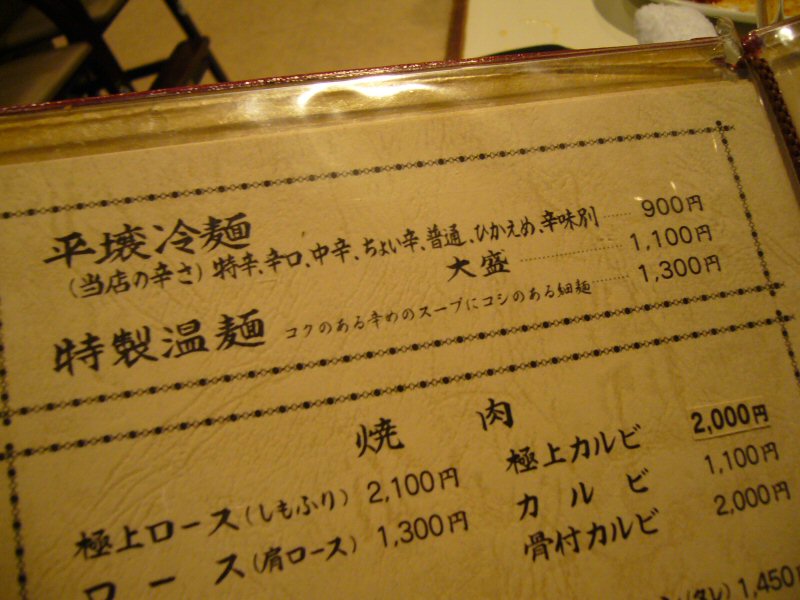 平壌冷麺
(当店の辛さ)特辛、辛口、中辛、ちょい辛、普通、ひかえめ、辛味別 …… 900円
大盛 …………… 1,100円
特製温麺 コクのある辛めのスープにコシのある細麺 …… 1,300円
焼肉
極上ロース(しもふり) 2,100円
ロース(肩ロース) 1,300円
極上カルビ 2,000円
カルビ 1,100円
骨付カルビ 2,000円
(タレ) 1,450